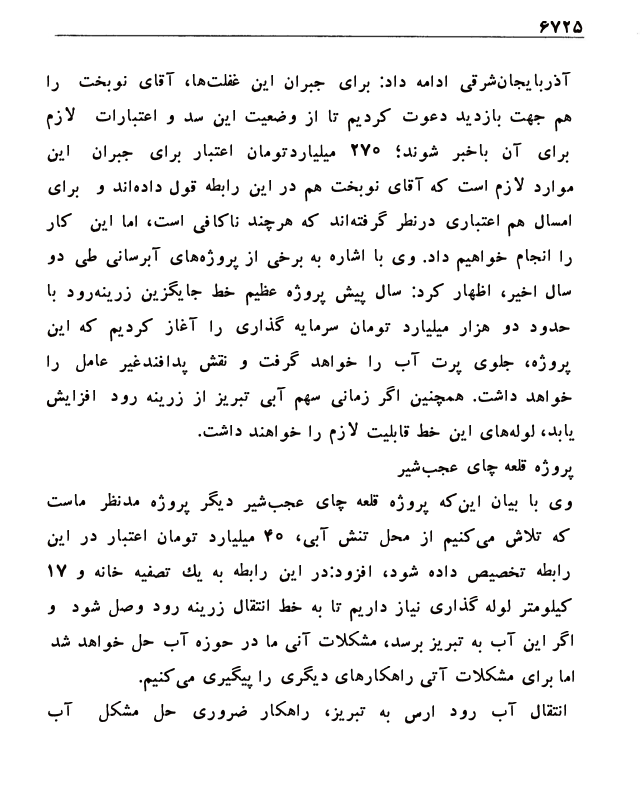 ۶۷۲۵
آذربایجان‌شرقی ادامه داد: برای جبران این غفلت‌ها، آقای نوبخت را
هم جهت بازدید دعوت کردیم تا از وضعیت این سد و اعتبارات لازم
برای آن باخبر شوند؛ ۲۷۰ میلیاردتومان اعتبار برای جبران این
موارد لازم است که آقای نوبخت هم در این رابطه قول داده‌اند و برای
امسال هم اعتباری درنطر گرفته‌اند که هرچند ناکافی است، اما این کار
را انجام خواهیم داد. وی با اشاره به برخی از پروژه‌های آبرسانی طی دو
سال اخیر، اظهار کرد: سال پیش پروژه عظیم خط جایگزین زرینه‌رود با
حدود دو هزار میلیارد تومان سرمایه گذاری را آغاز کردیم که این
پروژه، جلوی پرت آب را خواهد گرفت و نقش پدافندغیر عامل را
خواهد داشت. همچنین اگر زمانی سهم آبی تبریز از زرینه رود افزایش
یابد، لوله‌های این خط قابلیت لازم را خواهند داشت.
پروژه قلعه چای عجب‌شیر
وی با بیان این‌که پروژه قلعه چای عجب‌شیر دیگر پروژه مدنظر ماست
که تلاش می‌کنیم از محل تنش آبی، ۴۰ میلیارد تومان اعتبار در این
رابطه تخصیص داده شود، افزود:در این رابطه به یك تصفیه خانه و ۱۷
کیلومتر لوله گذاری نیاز داریم تا به خط انتقال زرینه رود وصل شود و
اگر این آب به تبریز برسد، مشکلات آنی ما در حوزه آب حل خواهد شد
اما برای مشکلات آتی راهکارهای دیگری را پیگیری می‌کنیم.
انتقال آب رود ارس به تبریز، راهکار ضروری حل مشکل آب